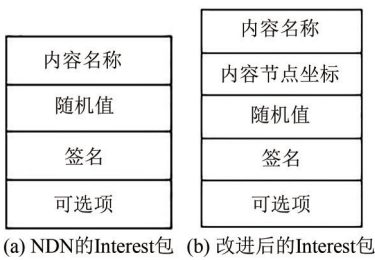 内容名称
随机值
签名
可选项
(a) NDN的Interest包
内容名称
内容节点坐标
随机值
签名
可选项
(b) 改进后的Interest包